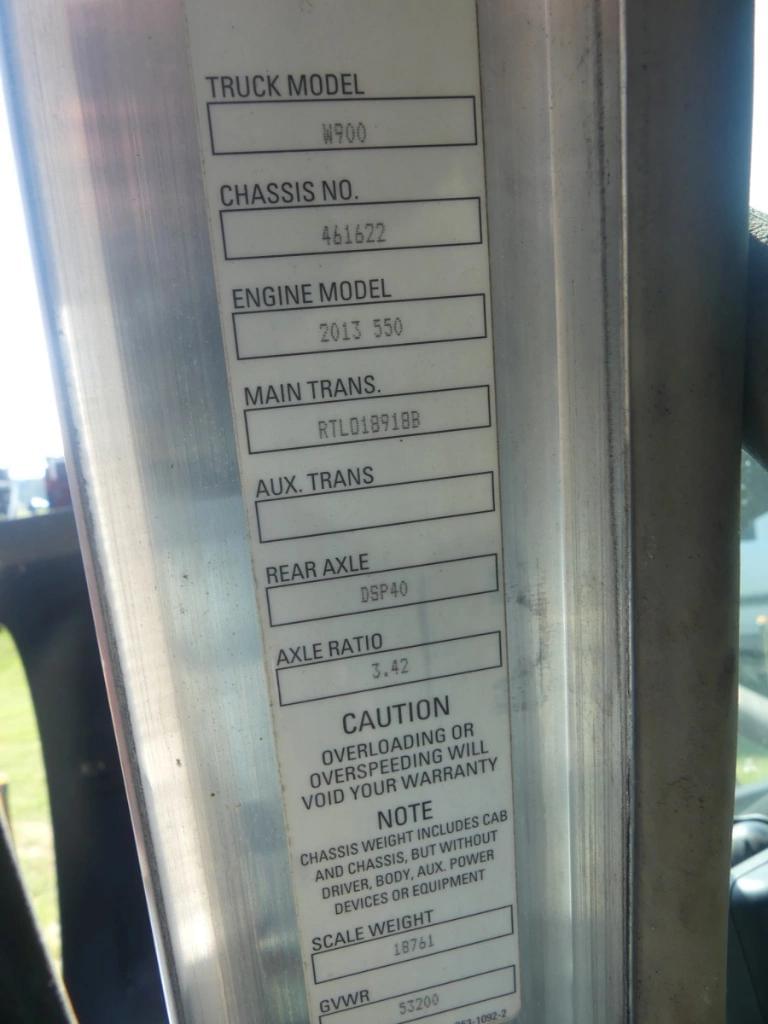 TRUCK MODEL
W900
CHASSIS NO.
461622
ENGINE MODEL
2013 550
MAIN TRANS.
RTLO18918B
AUX. TRANS
REAR AXLE
DSP40
AXLE RATIO
3.42
CAUTION
OVERLOADING OR
OVERSPEEDING WILL
VOID YOUR WARRANTY
NOTE
CHASSIS WEIGHT INCLUDES CAB
AND CHASSIS, BUT WITHOUT
DRIVER, BODY, AUX. POWER
DEVICES OR EQUIPMENT
SCALE WEIGHT
18761
GVWR
53200